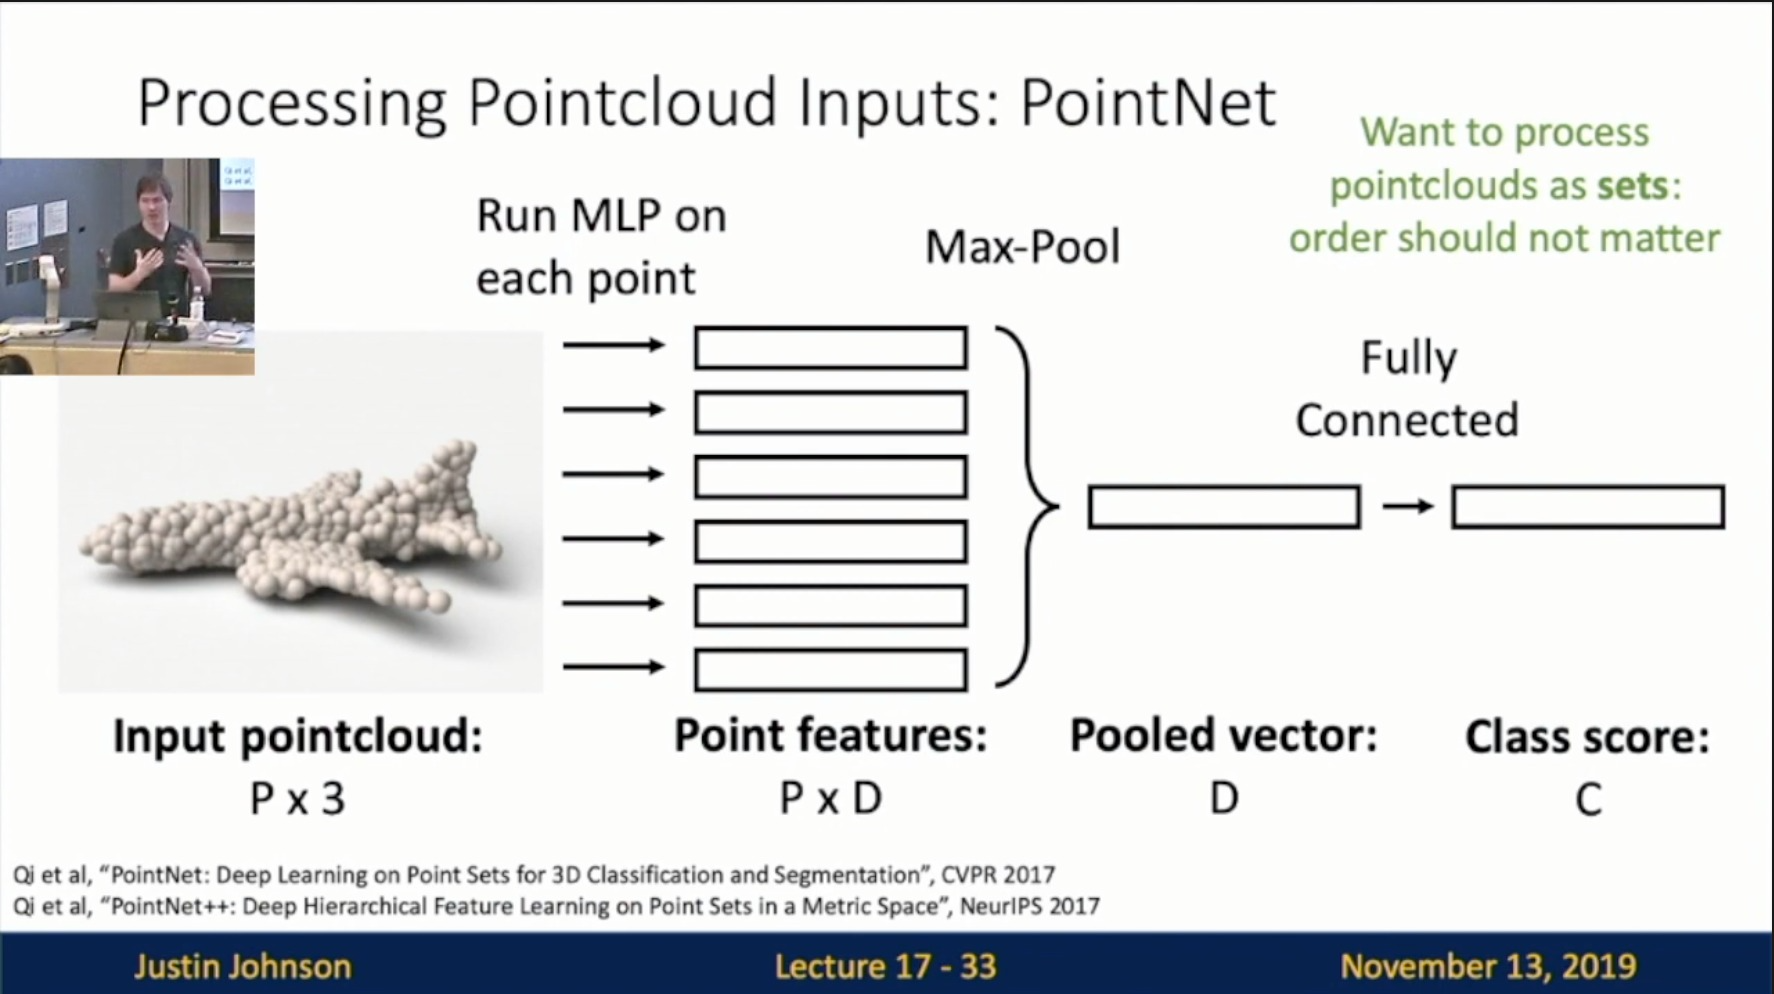 Processing Pointcloud Inputs: PointNet
Want to process
pointclouds as sets:
order should not matter
Run MLP on
each point
Max-Pool
Fully
Connected
Input pointcloud:
P x 3
Point features:
P x D
Pooled vector:
D
Class score:
C
Qi et al, “PointNet: Deep Learning on Point Sets for 3D Classification and Segmentation”, CVPR 2017
Qi et al, “PointNet++: Deep Hierarchical Feature Learning on Point Sets in a Metric Space”, NeurIPS 2017
Justin Johnson
Lecture 17 - 33
November 13, 2019